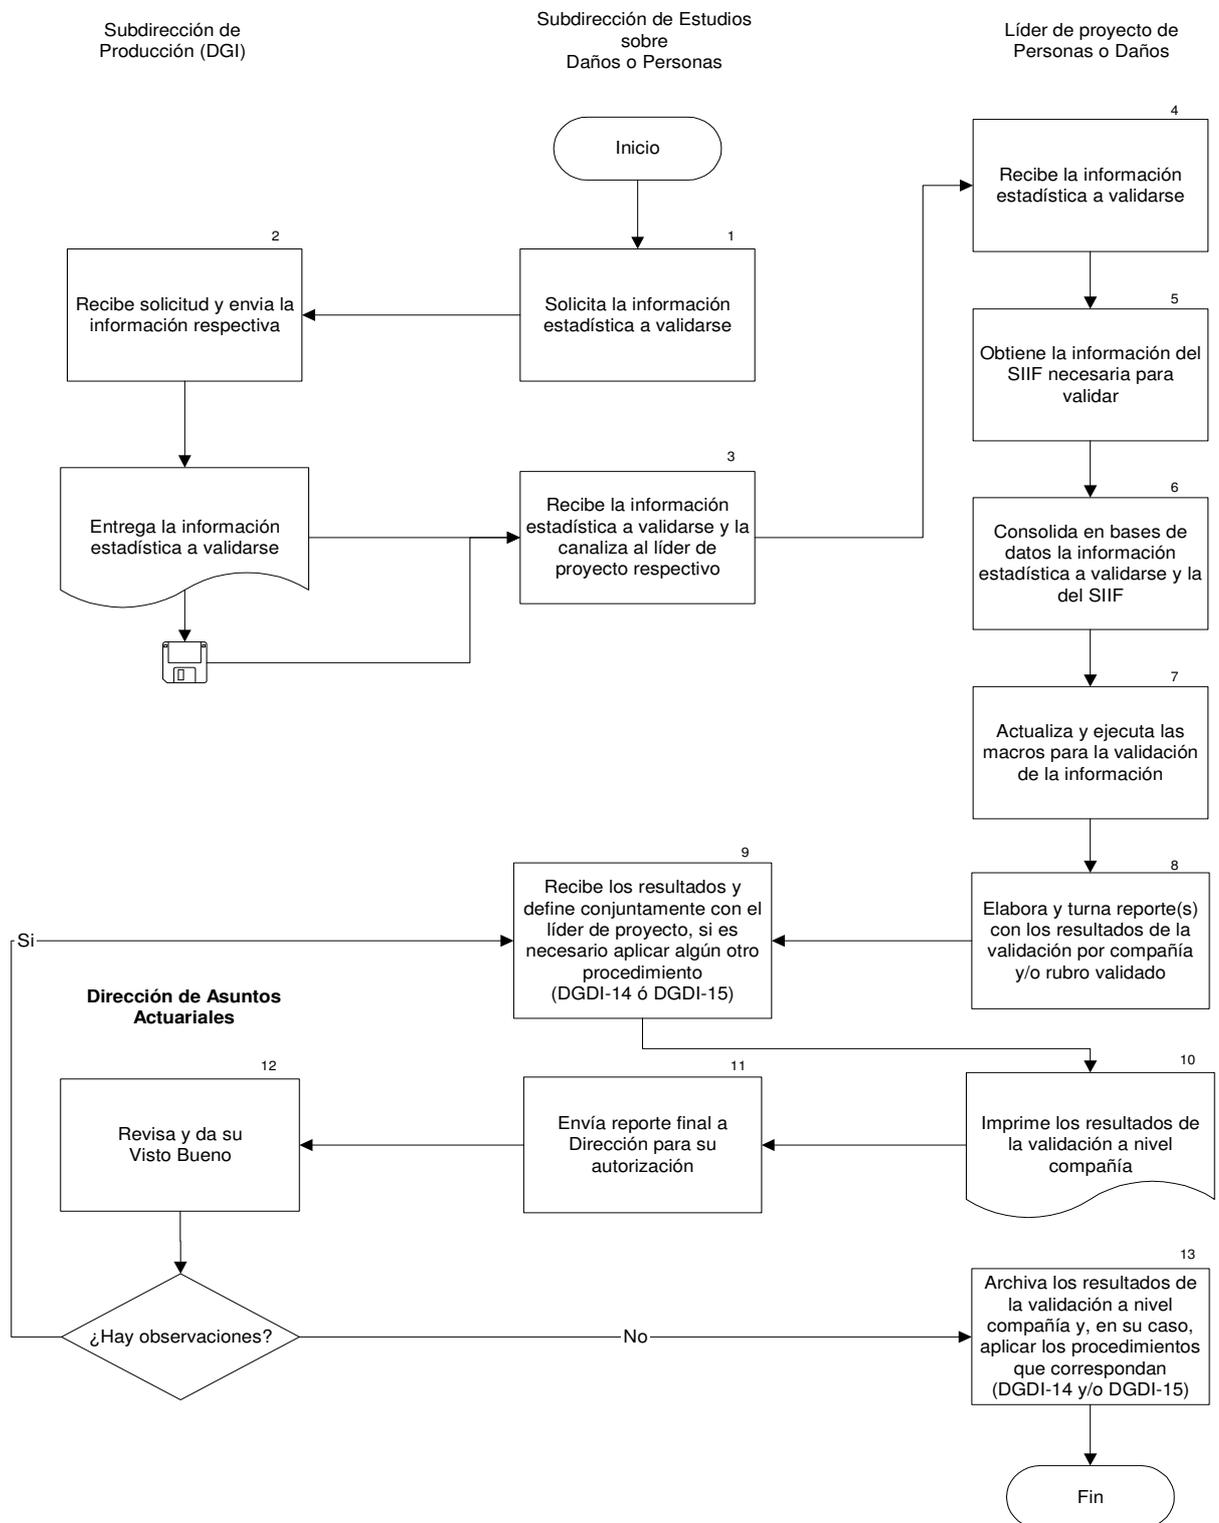 Subdirección de
Producción (DGI)
Subdirección de Estudios
sobre
Daños o Personas
Líder de proyecto de
Personas o Daños
Inicio
1
Solicita la información
estadística a validarse
2
Recibe solicitud y envia la
información respectiva
Entrega la información
estadística a validarse
3
Recibe la información
estadística a validarse y la
canaliza al líder de
proyecto respectivo
4
Recibe la información
estadística a validarse
5
Obtiene la información del
SIIF necesaria para
validar
6
Consolida en bases de
datos la información
estadística a validarse y la
del SIIF
7
Actualiza y ejecuta las
macros para la validación
de la información
8
Elabora y turna reporte(s)
con los resultados de la
validación por compañía
y/o rubro validado
9
Recibe los resultados y
define conjuntamente con el
líder de proyecto, si es
necesario aplicar algún otro
procedimiento
(DGDI-14 ó DGDI-15)
Si
Dirección de Asuntos
Actuariales
10
Imprime los resultados de
la validación a nivel
compañía
11
Envía reporte final a
Dirección para su
autorización
12
Revisa y da su
Visto Bueno
¿Hay observaciones?
No
13
Archiva los resultados de
la validación a nivel
compañía y, en su caso,
aplicar los procedimientos
que correspondan
(DGDI-14 y/o DGDI-15)
Fin